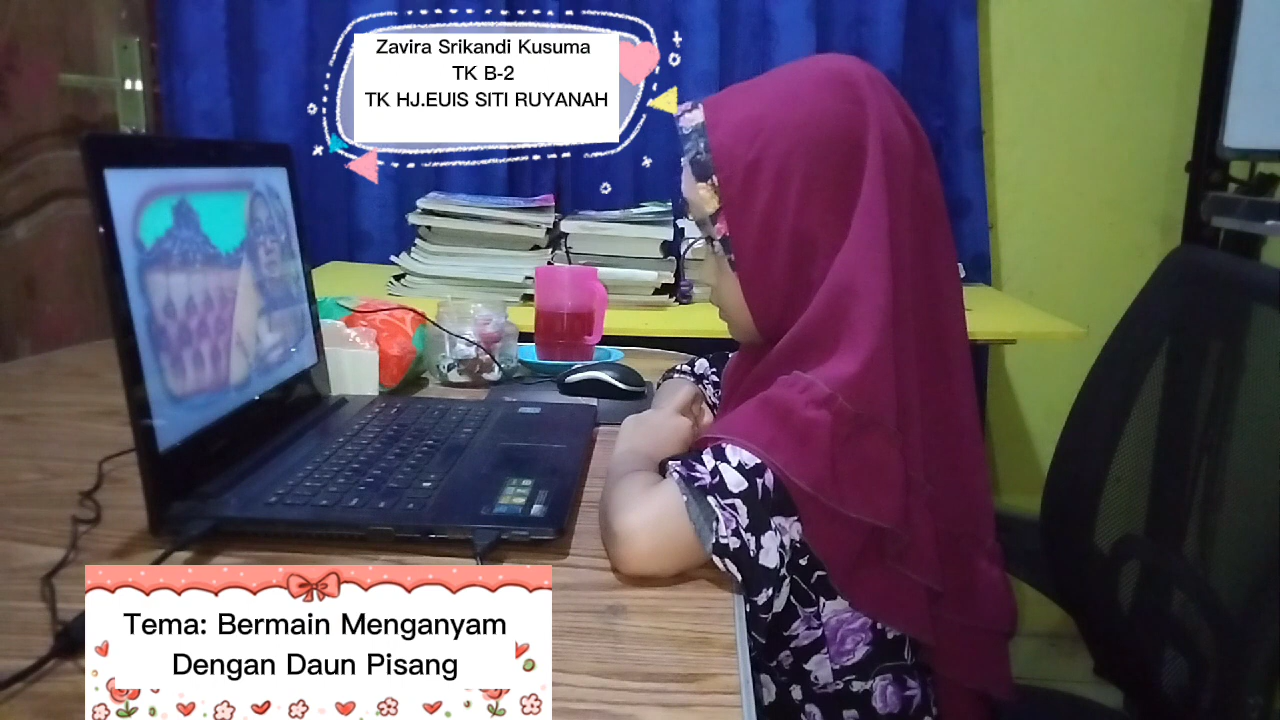 Zavira Srikandi Kusuma
TK B-2
TK HJ.EUIS SITI RUYANAH
Tema: Bermain Menganyam
Dengan Daun Pisang